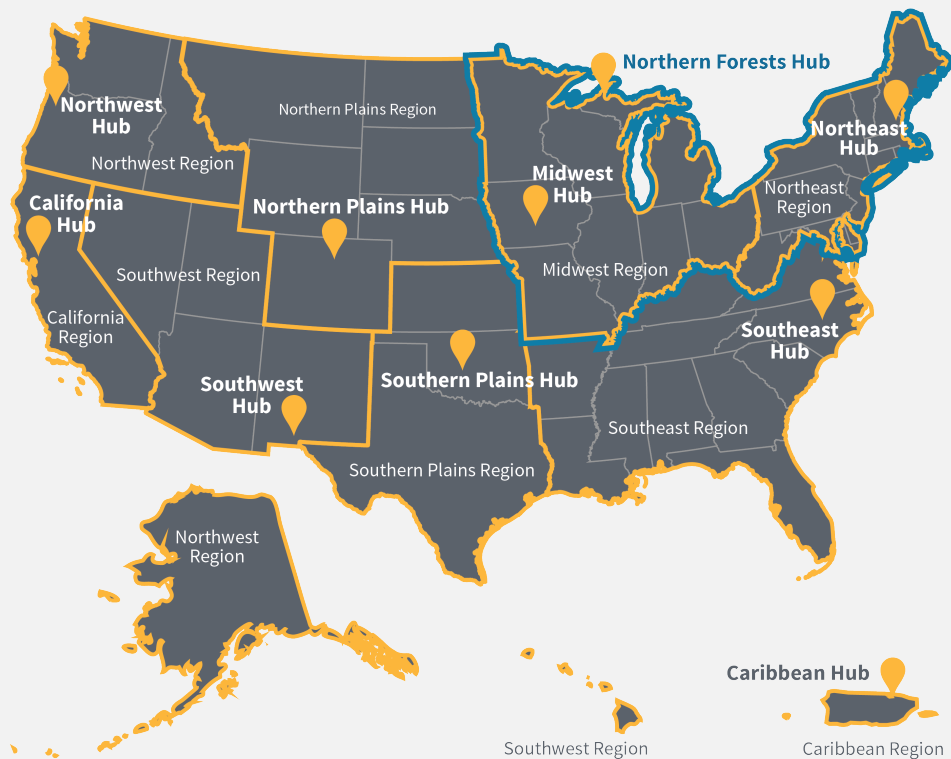 Northern Forests Hub
Northwest
Hub
Northern Plains Region
Northeast
Hub
Northwest Region
Midwest
Hub
Northeast
Region
California
Hub
Northern Plains Hub
Southwest Region
Midwest Region
California
Region
Southeast
Hub
Southwest
Hub
Southern Plains Hub
Southeast Region
Southern Plains Region
Northwest
Region
Caribbean Hub
Southwest Region
Caribbean Region